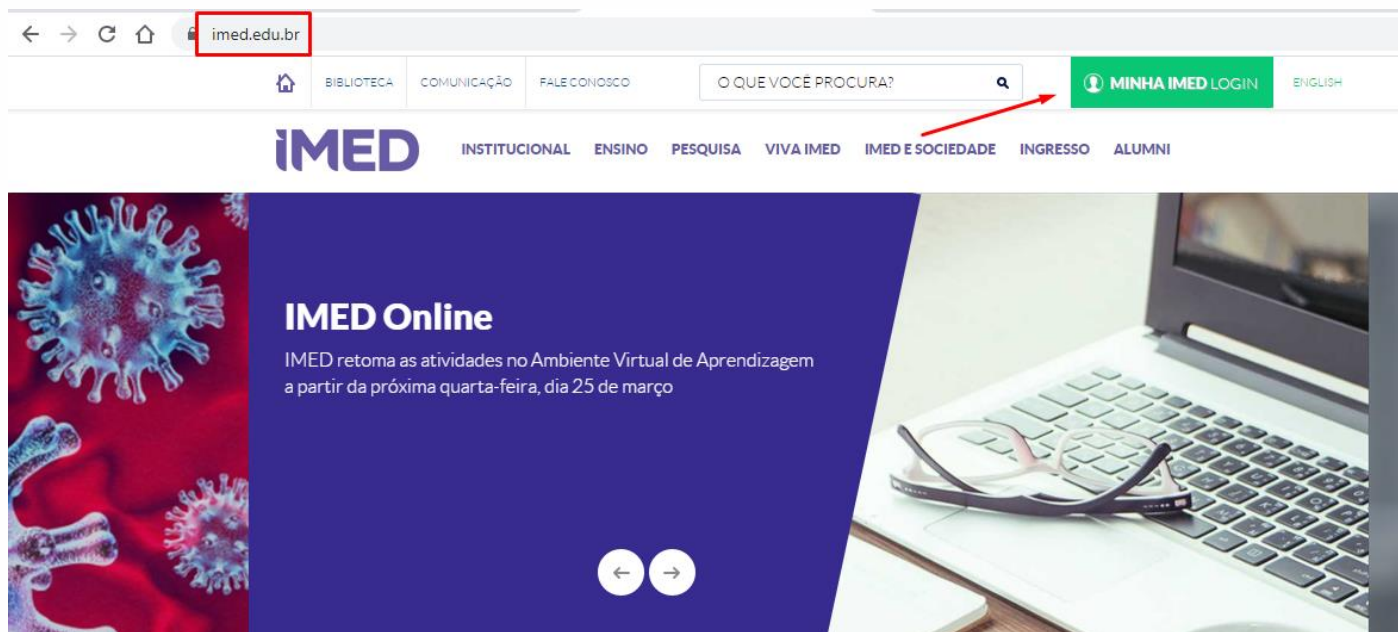 imed.edu.br
BIBLIOTECA COMUNICAÇÃO FALE CONOSCO O QUE VOCÊ PROCURA? MINHA IMED LOGIN ENGLISH
IMED INSTITUCIONAL ENSINO PESQUISA VIVA IMED IMED E SOCIEDADE INGRESSO ALUMNI
IMED Online
IMED retoma as atividades no Ambiente Virtual de Aprendizagem
a partir da próxima quarta-feira, dia 25 de março